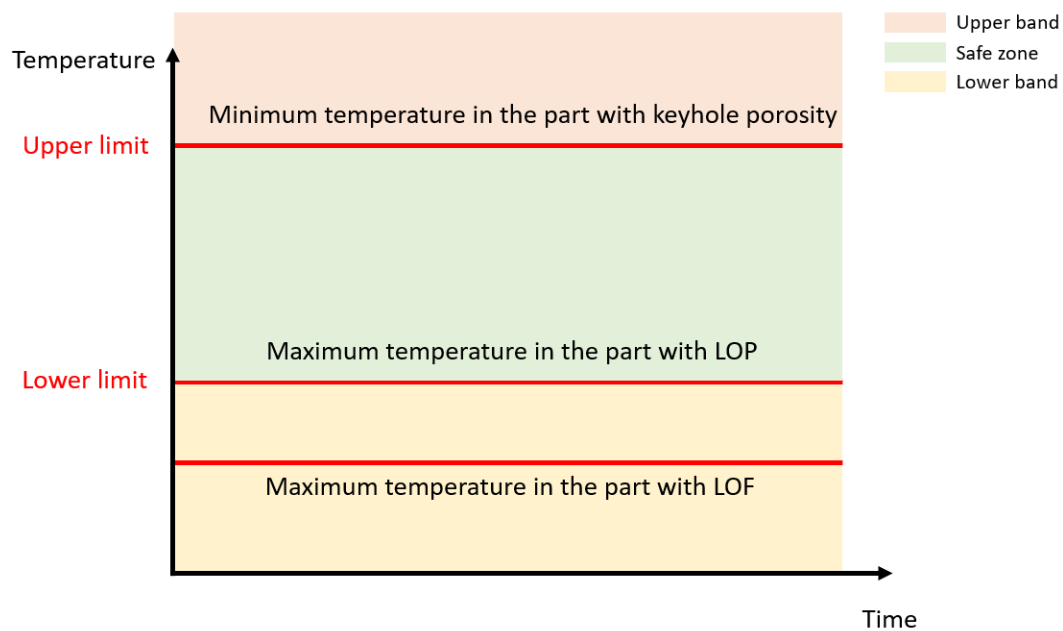 Upper band
Safe zone
Lower band
Temperature
Minimum temperature in the part with keyhole porosity
Upper limit
Maximum temperature in the part with LOP
Lower limit
Maximum temperature in the part with LOF
Time